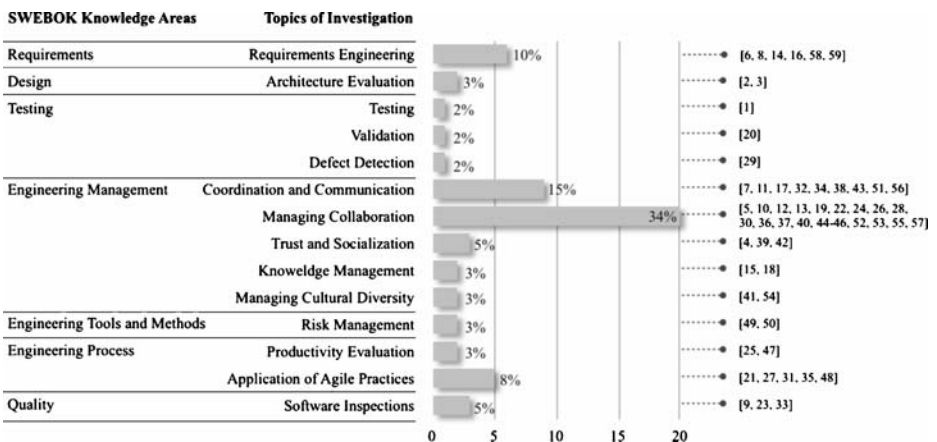 SWEBOK Knowledge Areas Topics of Investigation
Requirements Requirements Engineering 10% [6, 8, 14, 16, 58, 59]
Design Architecture Evaluation 3% [2, 3]
Testing Testing 2% [1]
Validation 2% [20]
Defect Detection 2% [29]
Engineering Management Coordination and Communication 15% [7, 11, 17, 32, 34, 38, 43, 51, 56]
Managing Collaboration 34% [5, 10, 12, 13, 19, 22, 24, 26, 28,
30, 36, 37, 40, 44-46, 52, 53, 55, 57]
Trust and Socialization 5% [4, 39, 42]
Knoweldge Management 3% [15, 18]
Managing Cultural Diversity 3% [41, 54]
Engineering Tools and Methods Risk Management 3% [49, 50]
Engineering Process Productivity Evaluation 3% [25, 47]
Application of Agile Practices 8% [21, 27, 31, 35, 48]
Quality Software Inspections 5% [9, 23, 33]
0 5 10 15 20